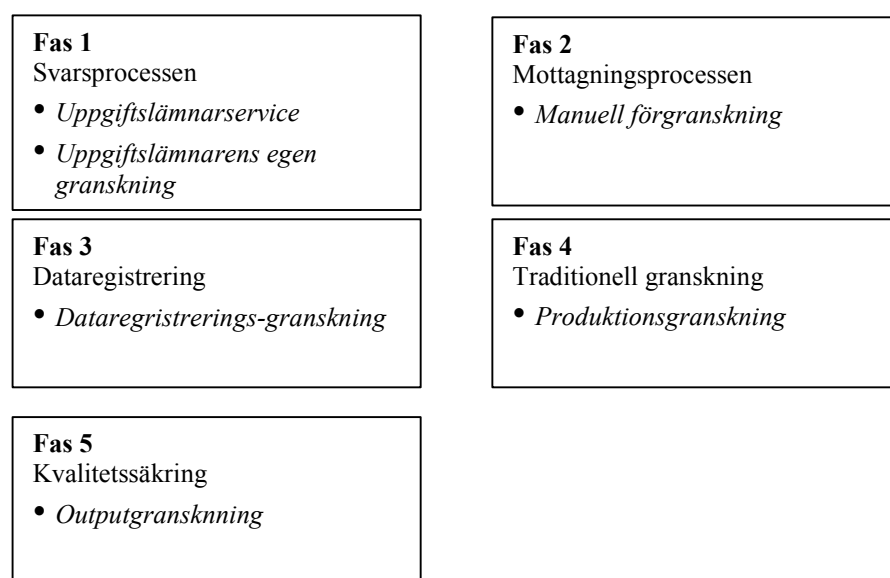 Fas 1
Svarsprocessen
• Uppgiftslämnarservice
• Uppgiftslämnarens egen
granskning
Fas 2
Mottagningsprocessen
• Manuell förgranskning
Fas 3
Dataregistrering
• Dataregristrerings-granskning
Fas 4
Traditionell granskning
• Produktionsgranskning
Fas 5
Kvalitetssäkring
• Outputgransknning